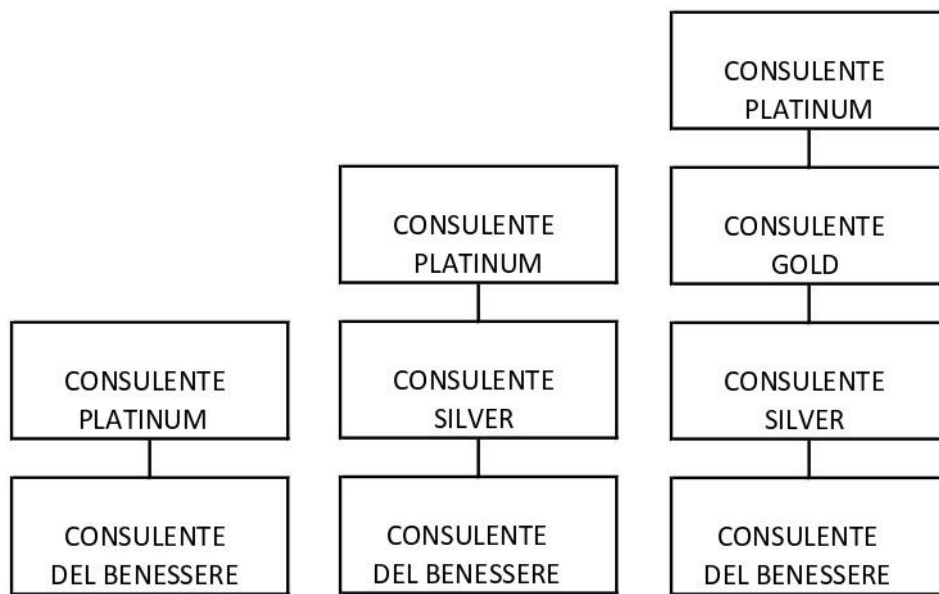 CONSULENTE
PLATINUM
CONSULENTE
PLATINUM
CONSULENTE
GOLD
CONSULENTE
PLATINUM
CONSULENTE
SILVER
CONSULENTE
SILVER
CONSULENTE
DEL BENESSERE
CONSULENTE
DEL BENESSERE
CONSULENTE
DEL BENESSERE